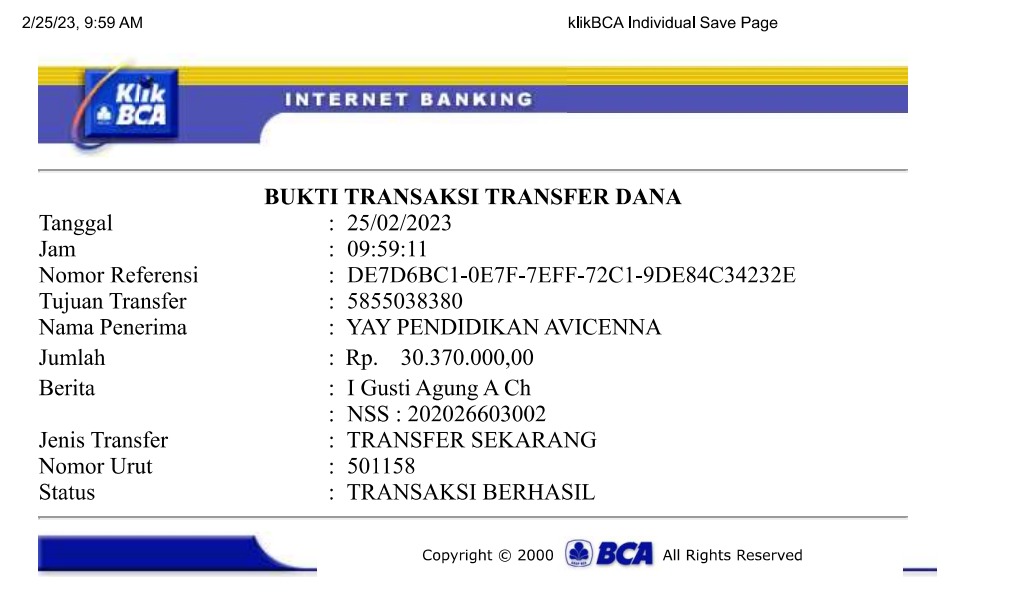 2/25/23, 9:59 AM klikBCA Individual Save Page
Klik
BCA
INTERNET BANKING
BUKTI TRANSAKSI TRANSFER DANA
Tanggal : 25/02/2023
Jam : 09:59:11
Nomor Referensi : DE7D6BC1-0E7F-7EFF-72C1-9DE84C34232E
Tujuan Transfer : 5855038380
Nama Penerima : YAY PENDIDIKAN AVICENNA
Jumlah : Rp. 30.370.000,00
Berita : I Gusti Agung A Ch
: NSS : 202026603002
Jenis Transfer : TRANSFER SEKARANG
Nomor Urut : 501158
Status : TRANSAKSI BERHASIL
Copyright © 2000 BCA All Rights Reserved